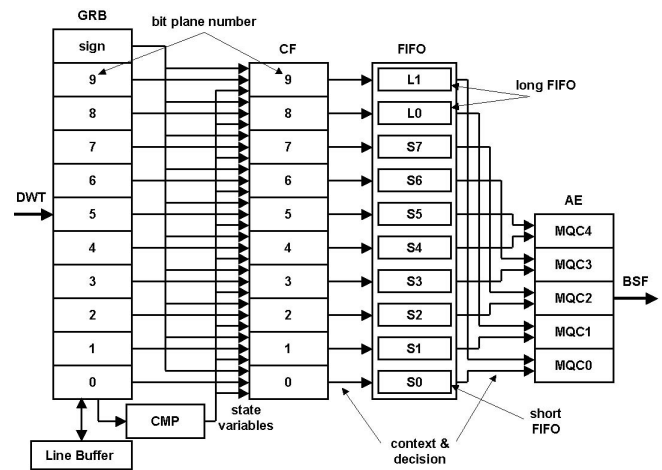 GRB
bit plane number
CF
FIFO
sign
9
9
L1
long FIFO
8
8
L0
7
7
S7
6
6
S6
DWT
5
5
S5
AE
4
4
S4
MQC4
3
3
S3
MQC3
BSF
2
2
S2
MQC2
1
1
S1
MQC1
0
0
S0
MQC0
CMP
state
variables
context &
decision
short
FIFO
Line Buffer